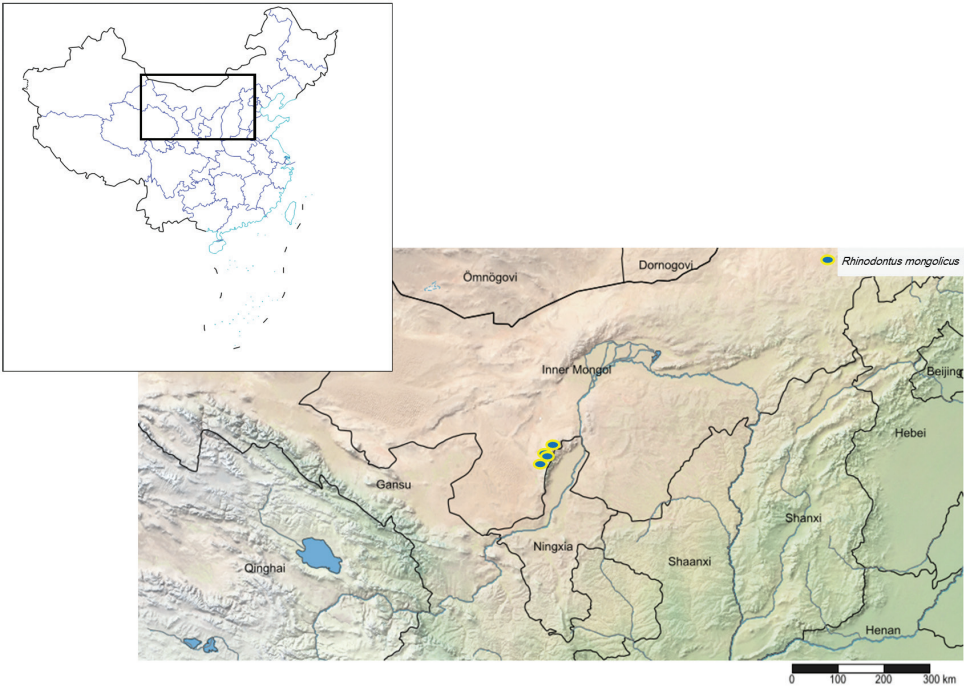 Ömnögovi
Dornogovi
Rhinodontus mongolicus
Inner Mongol
Beijing
Hebei
Gansu
Shanxi
Ningxia
Shaanxi
Qinghai
Henan
0 100 200 300 km